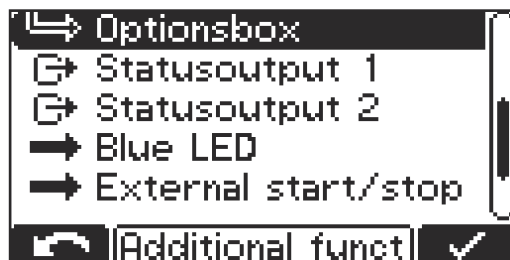 Optionsbox
Statusoutput 1
Statusoutput 2
Blue LED
External start/stop
Additional funct